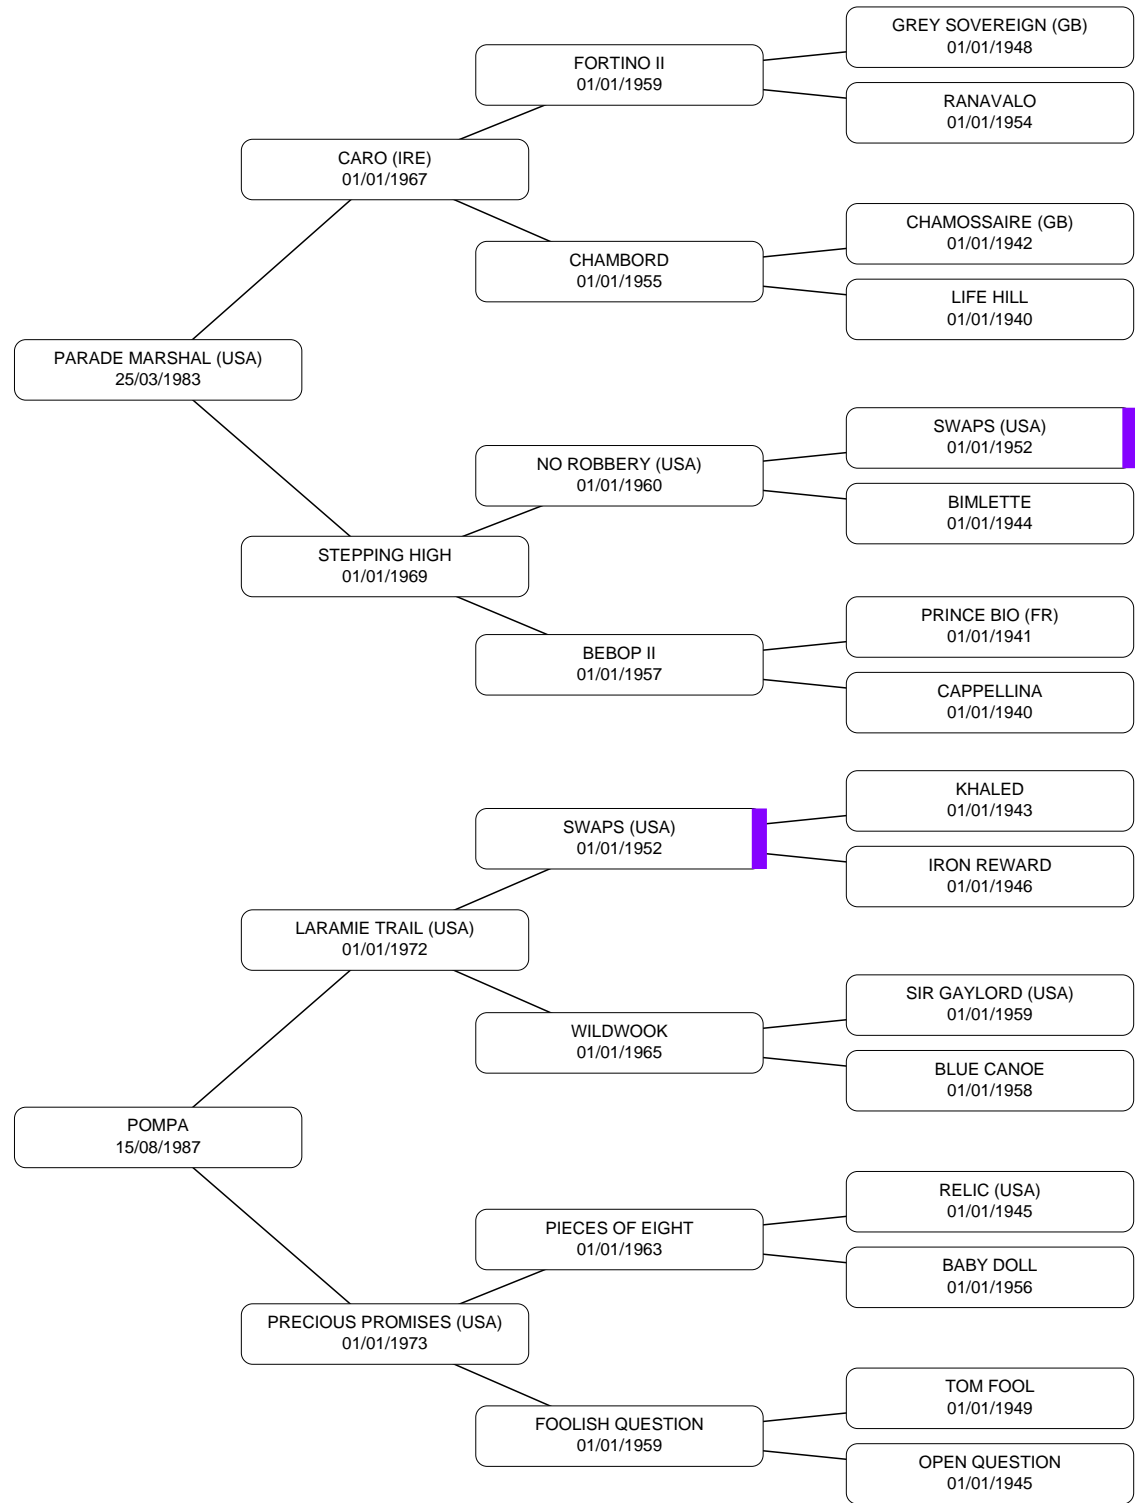 GREY SOVEREIGN (GB)
01/01/1948
FORTINO II
01/01/1959
RANAVALO
01/01/1954
CARO (IRE)
01/01/1967
CHAMOSSAIRE (GB)
01/01/1942
CHAMBORD
01/01/1955
LIFE HILL
01/01/1940
PARADE MARSHAL (USA)
25/03/1983
SWAPS (USA)
01/01/1952
NO ROBBERY (USA)
01/01/1960
BIMLETTE
01/01/1944
STEPPING HIGH
01/01/1969
PRINCE BIO (FR)
01/01/1941
BEBOP II
01/01/1957
CAPPELLINA
01/01/1940
KHALED
01/01/1943
SWAPS (USA)
01/01/1952
IRON REWARD
01/01/1946
LARAMIE TRAIL (USA)
01/01/1972
SIR GAYLORD (USA)
01/01/1959
WILDWOOK
01/01/1965
BLUE CANOE
01/01/1958
POMPA
15/08/1987
RELIC (USA)
01/01/1945
PIECES OF EIGHT
01/01/1963
BABY DOLL
01/01/1956
PRECIOUS PROMISES (USA)
01/01/1973
TOM FOOL
01/01/1949
FOOLISH QUESTION
01/01/1959
OPEN QUESTION
01/01/1945